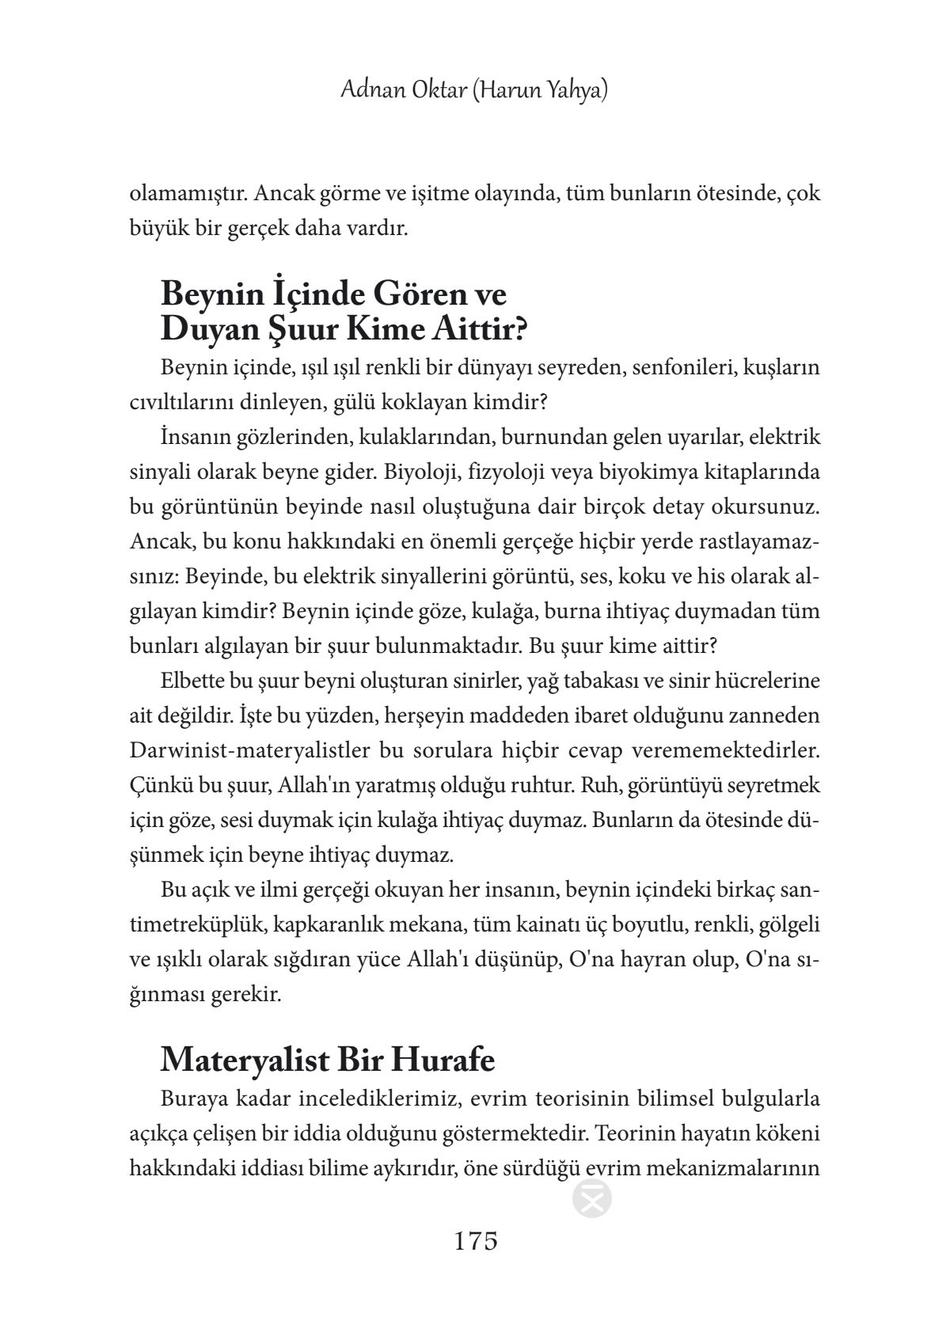 Adnan Oktar (Harun Yahya)
olamamıştır. Ancak görme ve işitme olayında, tüm bunların ötesinde, çok
büyük bir gerçek daha vardır.
Beynin İçinde Gören ve
Duyan Şuur Kime Aittir?
Beynin içinde, ışıl ışıl renkli bir dünyayı seyreden, senfonileri, kuşların
cıvıltılarını dinleyen, gülü koklayan kimdir?
İnsanın gözlerinden, kulaklarından, burnundan gelen uyarılar, elektrik
sinyali olarak beyne gider. Biyoloji, fizyoloji veya biyokimya kitaplarında
bu görüntünün beyinde nasıl oluştuğuna dair birçok detay okursunuz.
Ancak, bu konu hakkındaki en önemli gerçeğe hiçbir yerde rastlayamaz-
sınız: Beyinde, bu elektrik sinyallerini görüntü, ses, koku ve his olarak al-
gılayan kimdir? Beynin içinde göze, kulağa, burna ihtiyaç duymadan tüm
bunları algılayan bir şuur bulunmaktadır. Bu şuur kime aittir?
Elbette bu şuur beyni oluşturan sinirler, yağ tabakası ve sinir hücrelerine
ait değildir. İşte bu yüzden, herşeyin maddeden ibaret olduğunu zanneden
Darwinist-materyalistler bu sorulara hiçbir cevap verememektedirler.
Çünkü bu şuur, Allah'ın yaratmış olduğu ruhtur. Ruh, görüntüyü seyretmek
için göze, sesi duymak için kulağa ihtiyaç duymaz. Bunların da ötesinde dü-
şünmek için beyne ihtiyaç duymaz.
Bu açık ve ilmi gerçeği okuyan her insanın, beynin içindeki birkaç san-
timetreküplük, kapkaranlık mekana, tüm kainatı üç boyutlu, renkli, gölgeli
ve ışıklı olarak sığdıran yüce Allah'ı düşünüp, O'na hayran olup, O'na sı-
ğınması gerekir.
Materyalist Bir Hurafe
Buraya kadar incelediklerimiz, evrim teorisinin bilimsel bulgularla
açıkça çelişen bir iddia olduğunu göstermektedir. Teorinin hayatın kökeni
hakkındaki iddiası bilime aykırıdır, öne sürdüğü evrim mekanizmalarının
175